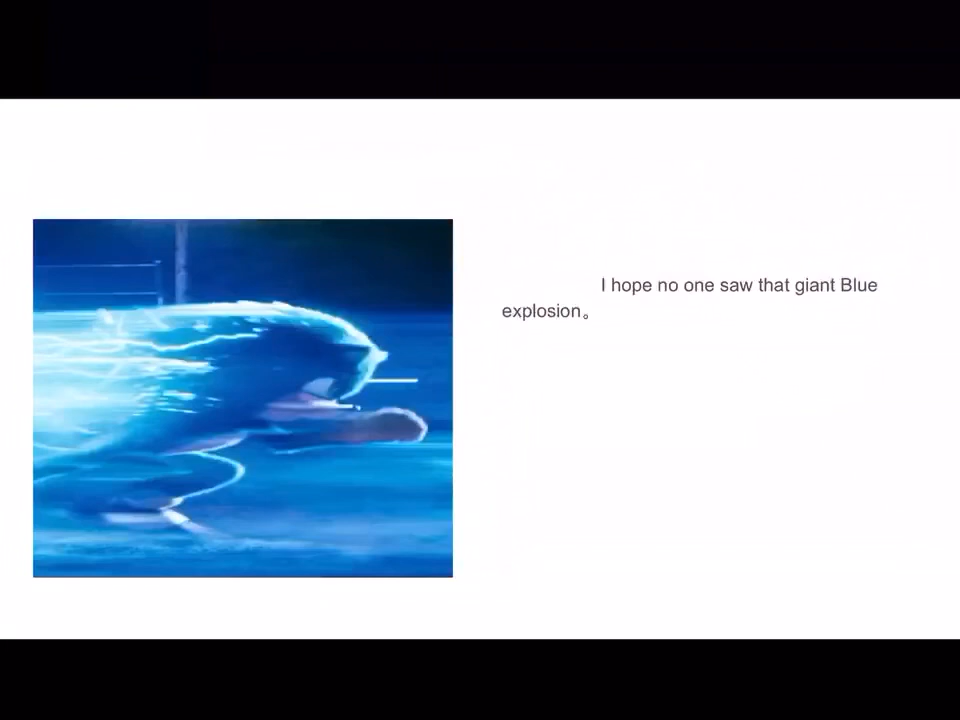 I hope no one saw that giant Blue
explosion。